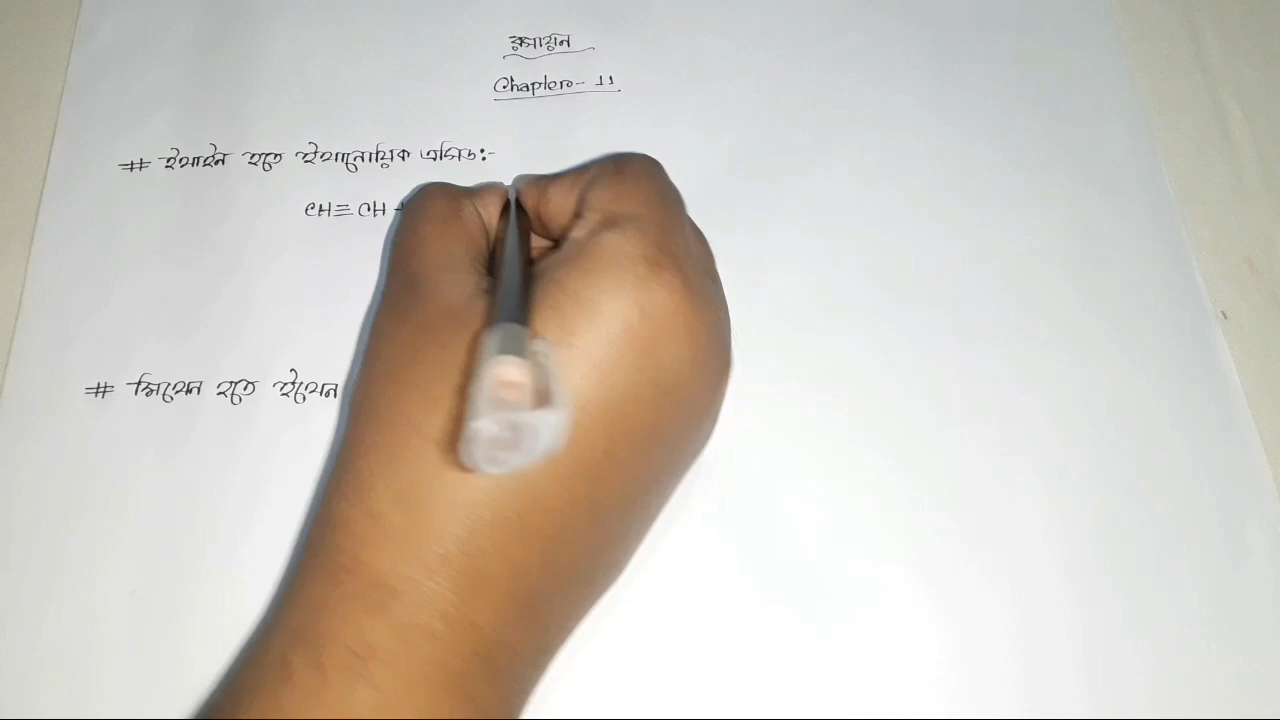 রসায়ন
Chapter- 11
# ইথাইন হতে ইথানোয়িক এসিড:-
CH≡CH
# মিথেন হতে ইথেন